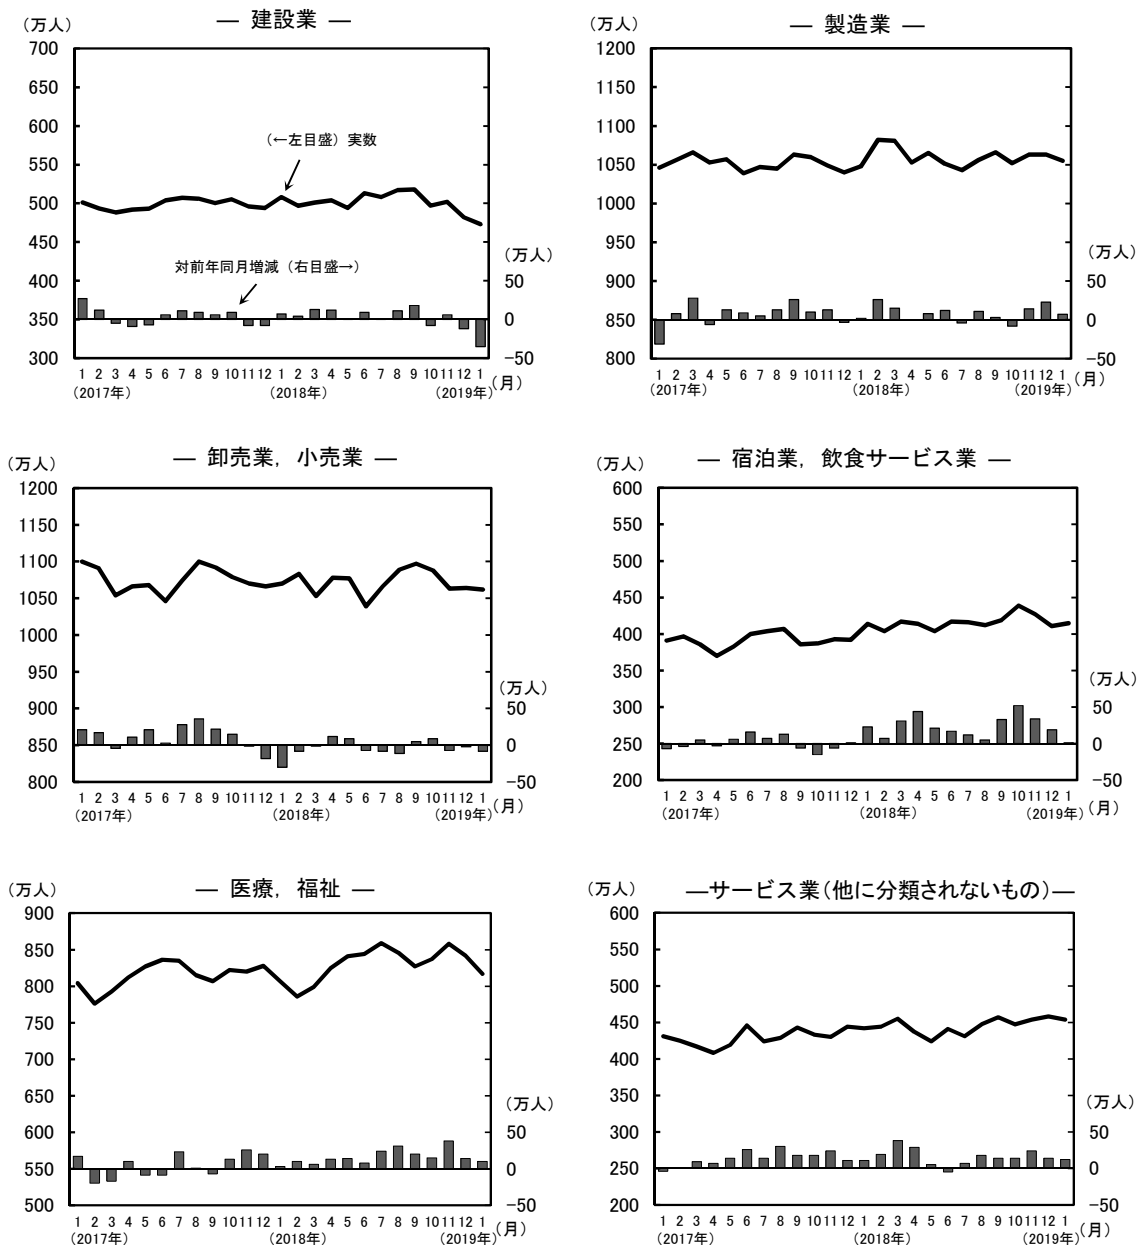 ― 建設業 ―
(万人)
700
650
600
550
500
450
400
350
300
(←左目盛) 実数
対前年同月増減 (右目盛→)
(万人)
50
0
-50
1 2 3 4 5 6 7 8 9 10 11 12 1 2 3 4 5 6 7 8 9 10 11 12 1 (月)
(2017年) (2018年) (2019年)
― 製造業 ―
(万人)
1200
1150
1100
1050
1000
950
900
850
800
(万人)
50
0
-50
1 2 3 4 5 6 7 8 9 10 11 12 1 2 3 4 5 6 7 8 9 10 11 12 1 (月)
(2017年) (2018年) (2019年)
― 卸売業, 小売業 ―
(万人)
1200
1150
1100
1050
1000
950
900
850
800
(万人)
50
0
-50
1 2 3 4 5 6 7 8 9 10 11 12 1 2 3 4 5 6 7 8 9 10 11 12 1 (月)
(2017年) (2018年) (2019年)
― 宿泊業, 飲食サービス業 ―
(万人)
600
550
500
450
400
350
300
250
200
(万人)
50
0
-50
1 2 3 4 5 6 7 8 9 10 11 12 1 2 3 4 5 6 7 8 9 10 11 12 1 (月)
(2017年) (2018年) (2019年)
― 医療, 福祉 ―
(万人)
900
850
800
750
700
650
600
550
500
(万人)
50
0
-50
1 2 3 4 5 6 7 8 9 10 11 12 1 2 3 4 5 6 7 8 9 10 11 12 1 (月)
(2017年) (2018年) (2019年)
―サービス業(他に分類されないもの)―
(万人)
600
550
500
450
400
350
300
250
200
(万人)
50
0
-50
1 2 3 4 5 6 7 8 9 10 11 12 1 2 3 4 5 6 7 8 9 10 11 12 1 (月)
(2017年) (2018年) (2019年)